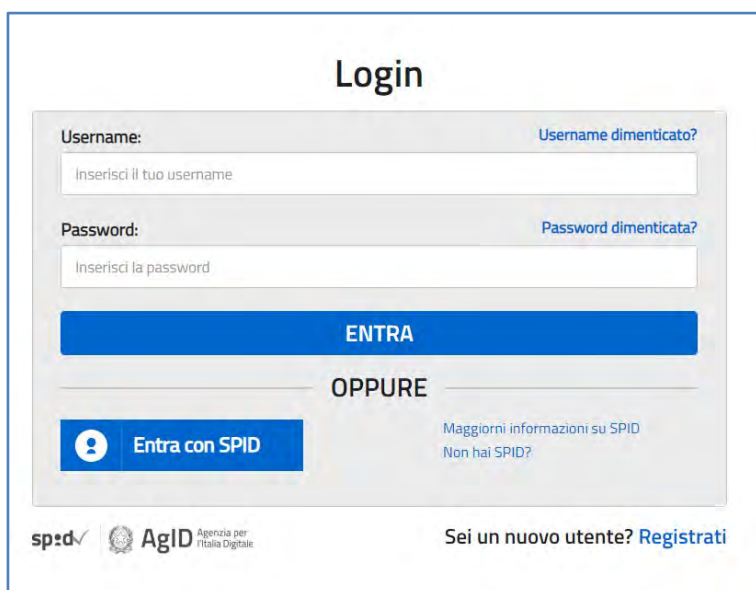 Login
Username:
Username dimenticato?
Inserisci il tuo username
Password:
Password dimenticata?
Inserisci la password
ENTRA
OPPURE
Entra con SPID
Maggiorni informazioni su SPID
Non hai SPID?
sp:d
AgID Agenzia per
l'Italia Digitale
Sei un nuovo utente? Registrati